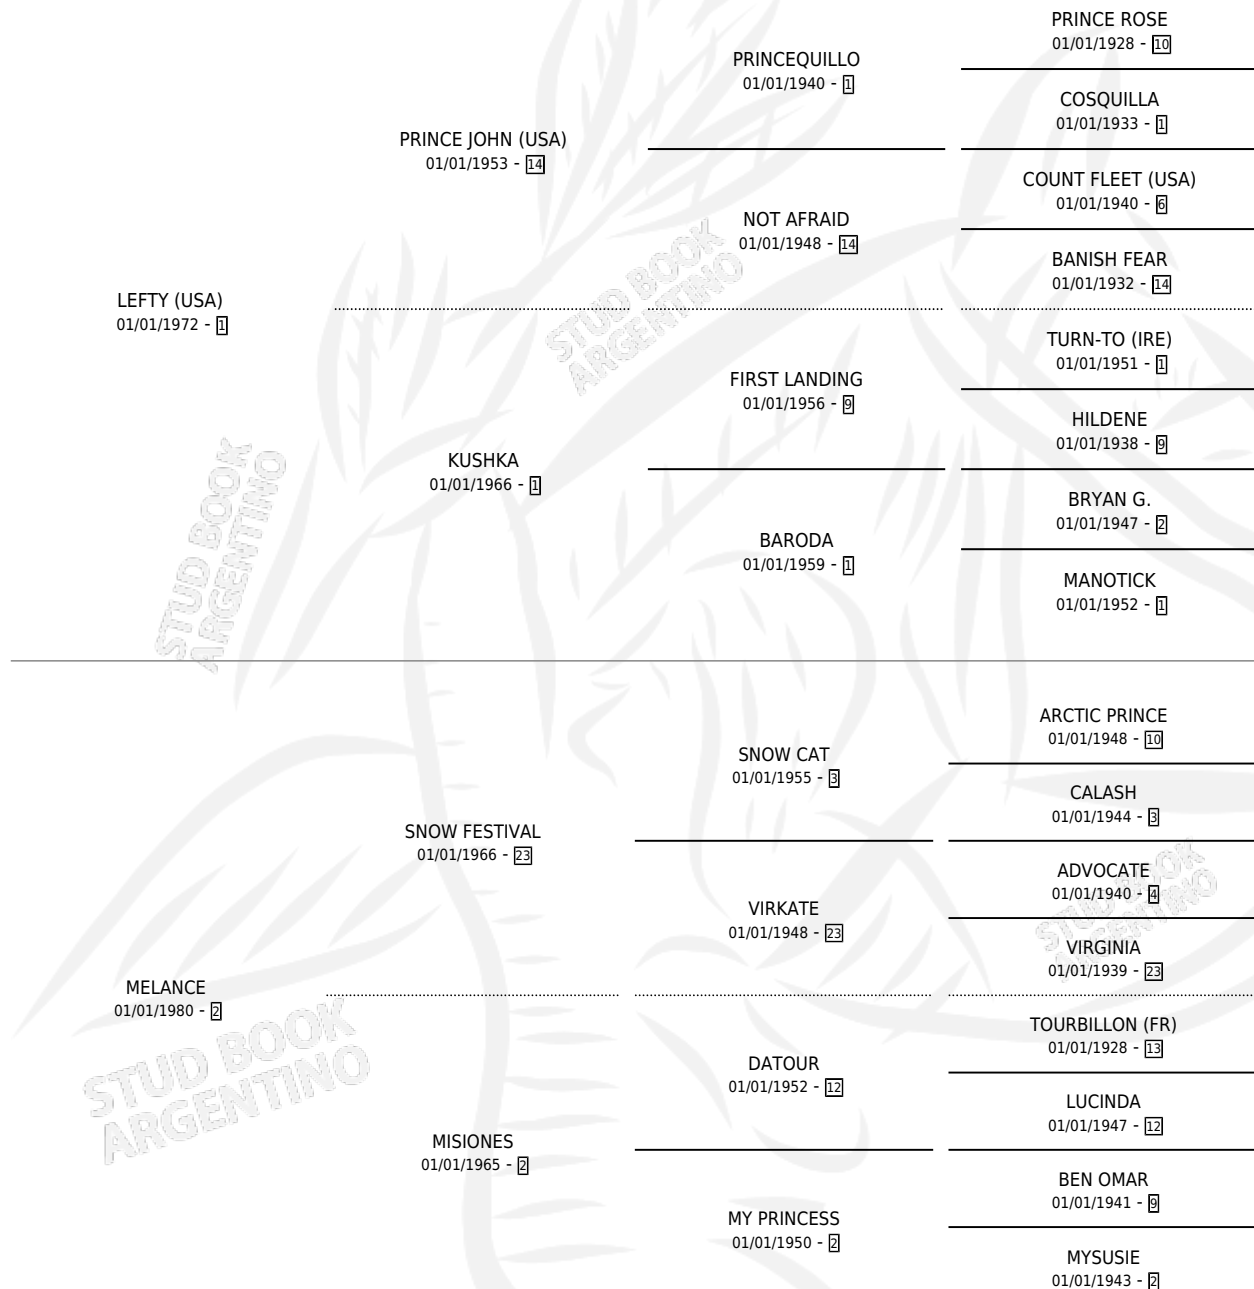 PRINCE ROSE
01/01/1928 - 10
PRINCEQUILLO
01/01/1940 - 1
COSQUILLA
01/01/1933 - 1
PRINCE JOHN (USA)
01/01/1953 - 14
COUNT FLEET (USA)
01/01/1940 - 6
NOT AFRAID
01/01/1948 - 14
BANISH FEAR
01/01/1932 - 14
LEFTY (USA)
01/01/1972 - 1
TURN-TO (IRE)
01/01/1951 - 1
FIRST LANDING
01/01/1956 - 9
HILDENE
01/01/1938 - 9
KUSHKA
01/01/1966 - 1
BRYAN G.
01/01/1947 - 2
BARODA
01/01/1959 - 1
MANOTICK
01/01/1952 - 1
ARCTIC PRINCE
01/01/1948 - 10
SNOW CAT
01/01/1955 - 3
CALASH
01/01/1944 - 3
SNOW FESTIVAL
01/01/1966 - 23
ADVOCATE
01/01/1940 - 4
VIRKATE
01/01/1948 - 23
VIRGINIA
01/01/1939 - 23
MELANCE
01/01/1980 - 2
TOURBILLON (FR)
01/01/1928 - 13
DATOUR
01/01/1952 - 12
LUCINDA
01/01/1947 - 12
MISIONES
01/01/1965 - 2
BEN OMAR
01/01/1941 - 9
MY PRINCESS
01/01/1950 - 2
MYSUSIE
01/01/1943 - 2
STUD BOOK
ARGENTINO
STUD BOOK
ARGENTINO
STUD BOOK
ARGENTINO
STUD BOOK
ARGENTINO